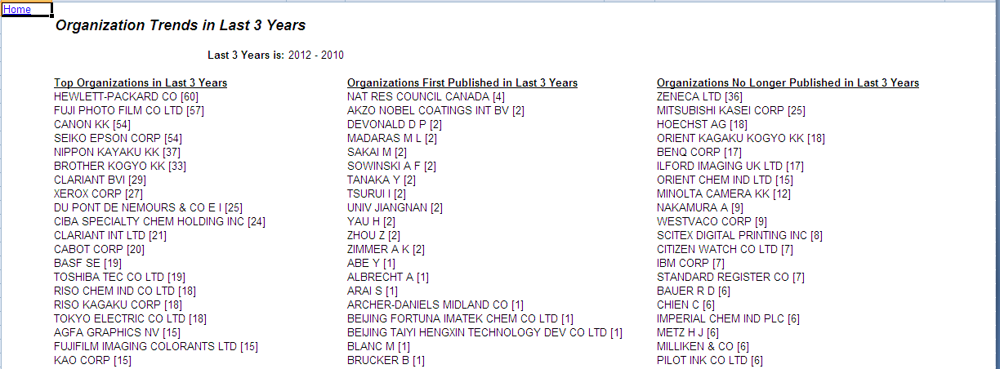 Home
Organization Trends in Last 3 Years
Last 3 Years is: 2012 - 2010
Top Organizations in Last 3 Years
HEWLETT-PACKARD CO [60]
FUJI PHOTO FILM CO LTD [57]
CANON KK [54]
SEIKO EPSON CORP [54]
NIPPON KAYAKU KK [37]
BROTHER KOGYO KK [33]
CLARIANT BVI [29]
XEROX CORP [27]
DU PONT DE NEMOURS & CO E I [25]
CIBA SPECIALTY CHEM HOLDING INC [24]
CLARIANT INT LTD [21]
CABOT CORP [20]
BASF SE [19]
TOSHIBA TEC CO LTD [19]
RISO CHEM IND CO LTD [18]
RISO KAGAKU CORP [18]
TOKYO ELECTRIC CO LTD [18]
AGFA GRAPHICS NV [15]
FUJIFILM IMAGING COLORANTS LTD [15]
KAO CORP [15]
Organizations First Published in Last 3 Years
NAT RES COUNCIL CANADA [4]
AKZO NOBEL COATINGS INT BV [2]
DEVONALD D P [2]
MADARAS M L [2]
SAKAI M [2]
SOWINSKI A F [2]
TANAKA Y [2]
TSURUI I [2]
UNIV JIANGNAN [2]
YAU H [2]
ZHOU Z [2]
ZIMMER A K [2]
ABE Y [1]
ALBRECHT A [1]
ARAI S [1]
ARCHER-DANIELS MIDLAND CO [1]
BEIJING FORTUNA IMATEK CHEM CO LTD [1]
BEIJING TAIYI HENGXIN TECHNOLOGY DEV CO LTD [1]
BLANC M [1]
BRUCKER B [1]
Organizations No Longer Published in Last 3 Years
ZENECA LTD [36]
MITSUBISHI KASEI CORP [25]
HOECHST AG [18]
ORIENT KAGAKU KOGYO KK [18]
BENQ CORP [17]
ILFORD IMAGING UK LTD [17]
ORIENT CHEM IND LTD [15]
MINOLTA CAMERA KK [12]
NAKAMURA A [9]
WESTVACO CORP [9]
SCITEX DIGITAL PRINTING INC [8]
CITIZEN WATCH CO LTD [7]
IBM CORP [7]
STANDARD REGISTER CO [7]
BAUER R D [6]
CHIEN C [6]
IMPERIAL CHEM IND PLC [6]
METZ H J [6]
MILLIKEN & CO [6]
PILOT INK CO LTD [6]